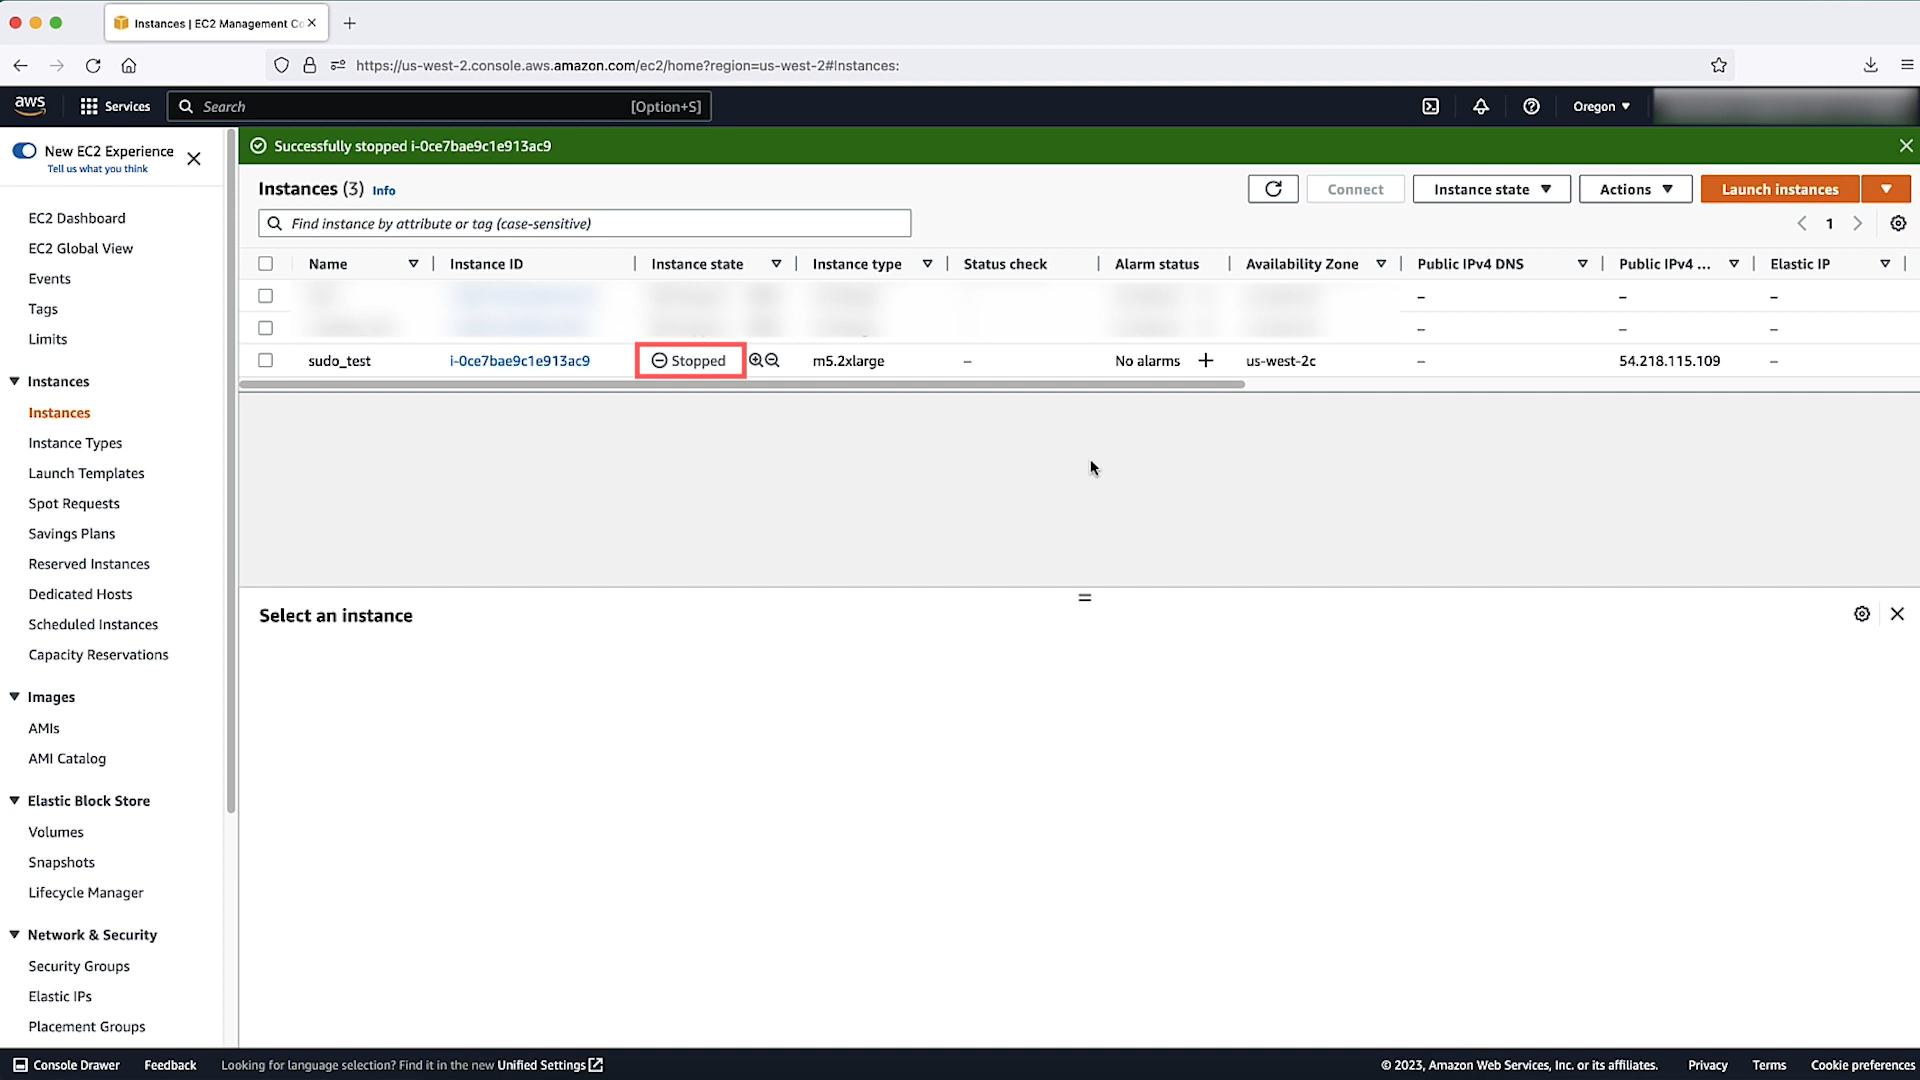 Instances | EC2 Management Co
https://us-west-2.console.aws.amazon.com/ec2/home?region=us-west-2#Instances:
aws
Services
Search
[Option+S]
Oregon
New EC2 Experience
Tell us what you think
Successfully stopped i-0ce7bae9c1e913ac9
Instances (3) Info
Connect
Instance state
Actions
Launch instances
Find instance by attribute or tag (case-sensitive)
1
Name
Instance ID
Instance state
Instance type
Status check
Alarm status
Availability Zone
Public IPv4 DNS
Public IPv4 ...
Elastic IP
–
–
–
–
–
–
sudo_test
i-0ce7bae9c1e913ac9
Stopped
m5.2xlarge
–
No alarms
us-west-2c
–
54.218.115.109
–
EC2 Dashboard
EC2 Global View
Events
Tags
Limits
Instances
Instances
Instance Types
Launch Templates
Spot Requests
Savings Plans
Reserved Instances
Dedicated Hosts
Scheduled Instances
Capacity Reservations
Images
AMIs
AMI Catalog
Elastic Block Store
Volumes
Snapshots
Lifecycle Manager
Network & Security
Security Groups
Elastic IPs
Placement Groups
Select an instance
Console Drawer
Feedback
Looking for language selection? Find it in the new Unified Settings
© 2023, Amazon Web Services, Inc. or its affiliates.
Privacy
Terms
Cookie preferences